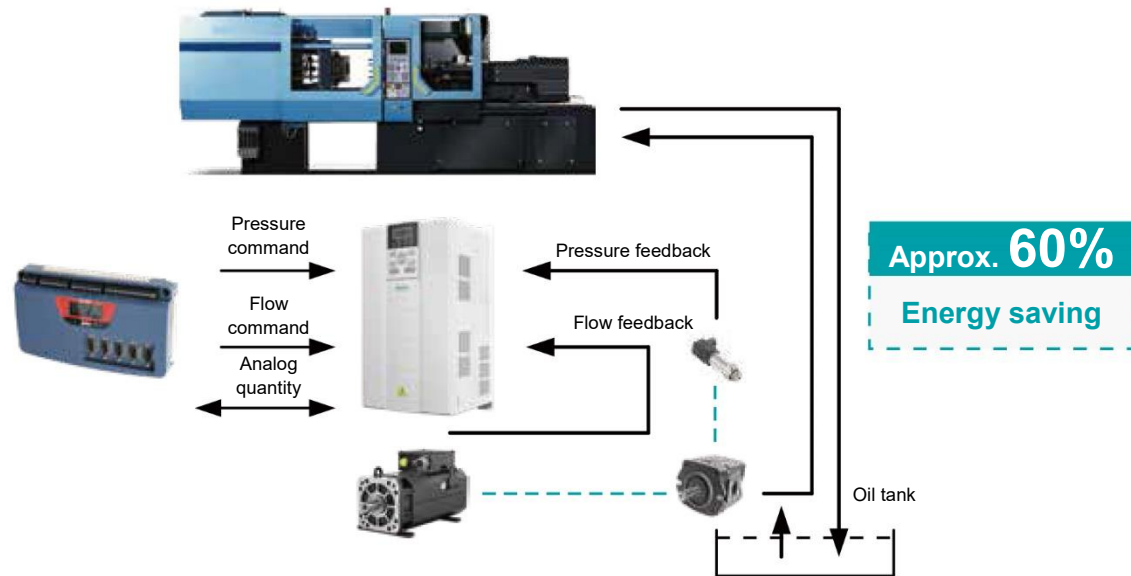 Pressure
command
Flow
command
Analog
quantity
Pressure feedback
Flow feedback
Approx. 60%
Energy saving
Oil tank